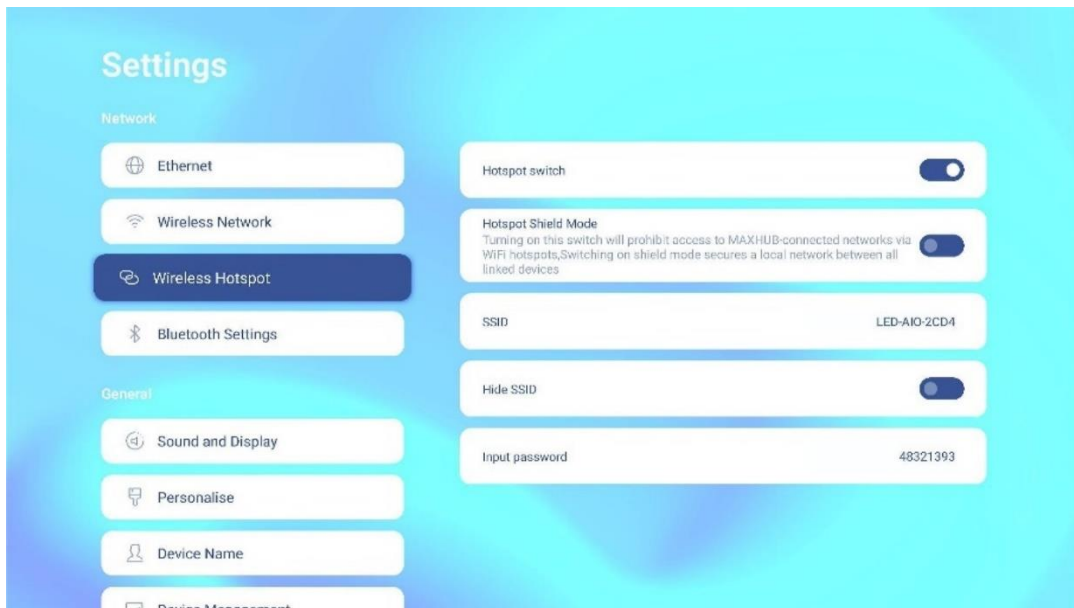 Settings
Network
Ethernet
Wireless Network
Wireless Hotspot
Bluetooth Settings
General
Sound and Display
Personalise
Device Name
Device Management
Hotspot switch
Hotspot Shield Mode
Turning on this switch will prohibit access to MAXHUB-connected networks via
WiFi hotspots,Switching on shield mode secures a local network between all
linked devices
SSID
LED-AIO-2CD4
Hide SSID
Input password
48321393